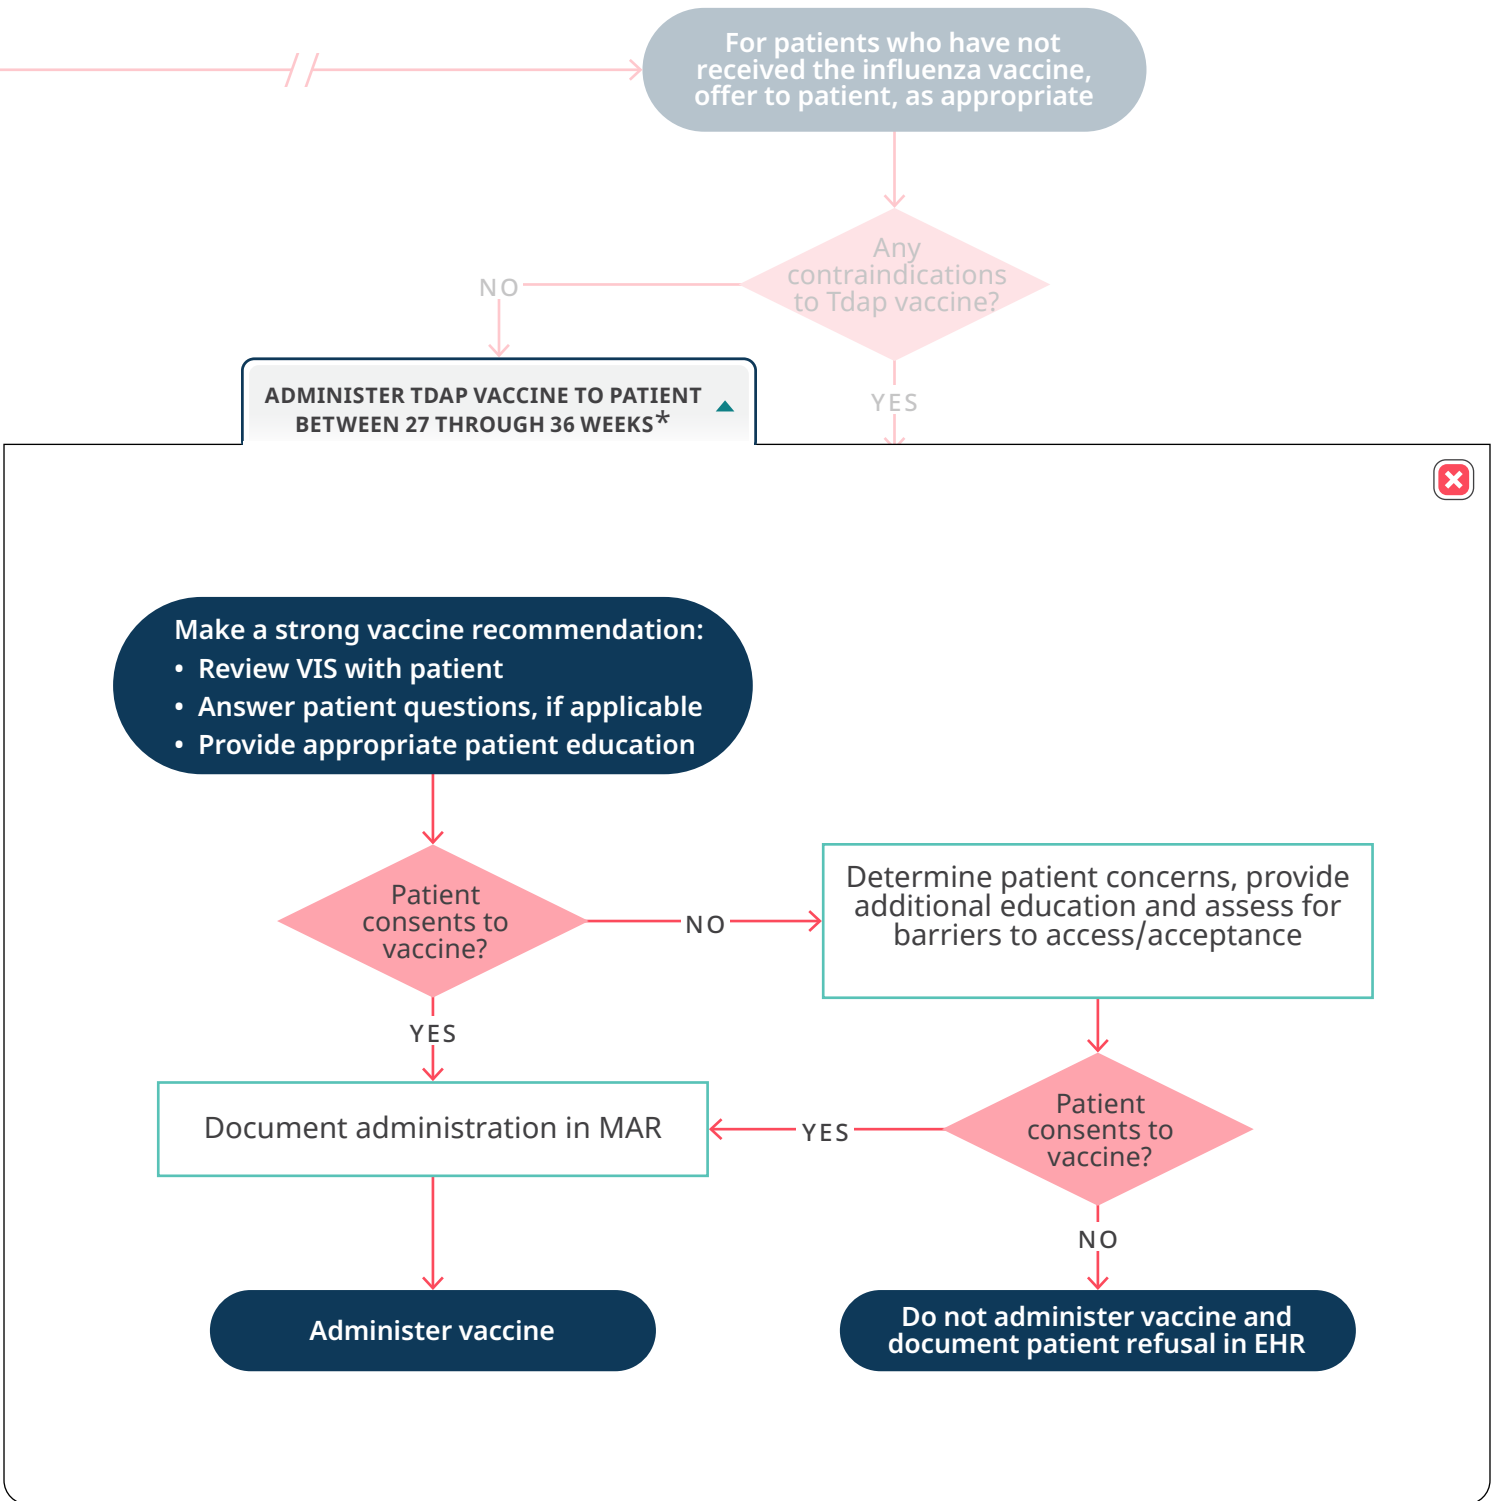 For patients who have not
received the influenza vaccine,
offer to patient, as appropriate
Any
contraindications
to Tdap vaccine?
NO
YES
ADMINISTER TDAP VACCINE TO PATIENT
BETWEEN 27 THROUGH 36 WEEKS*
Make a strong vaccine recommendation:
• Review VIS with patient
• Answer patient questions, if applicable
• Provide appropriate patient education
Patient
consents to
vaccine?
NO
Determine patient concerns, provide
additional education and assess for
barriers to access/acceptance
YES
Document administration in MAR
YES
Patient
consents to
vaccine?
NO
Administer vaccine
Do not administer vaccine and
document patient refusal in EHR